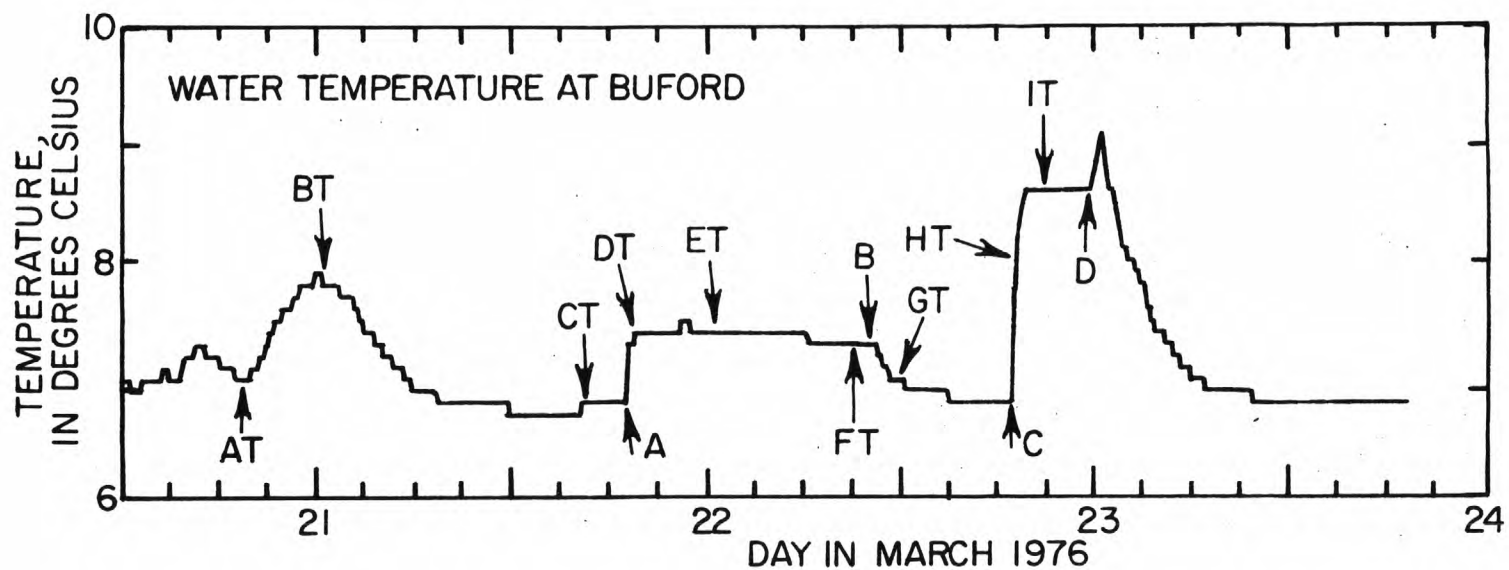 10
WATER TEMPERATURE AT BUFORD
IT
TEMPERATURE,
IN DEGREES CELSIUS
BT
8
DT
ET
B
HT
D
CT
GT
AT
A
FT
C
6
21
22
23
24
DAY IN MARCH 1976